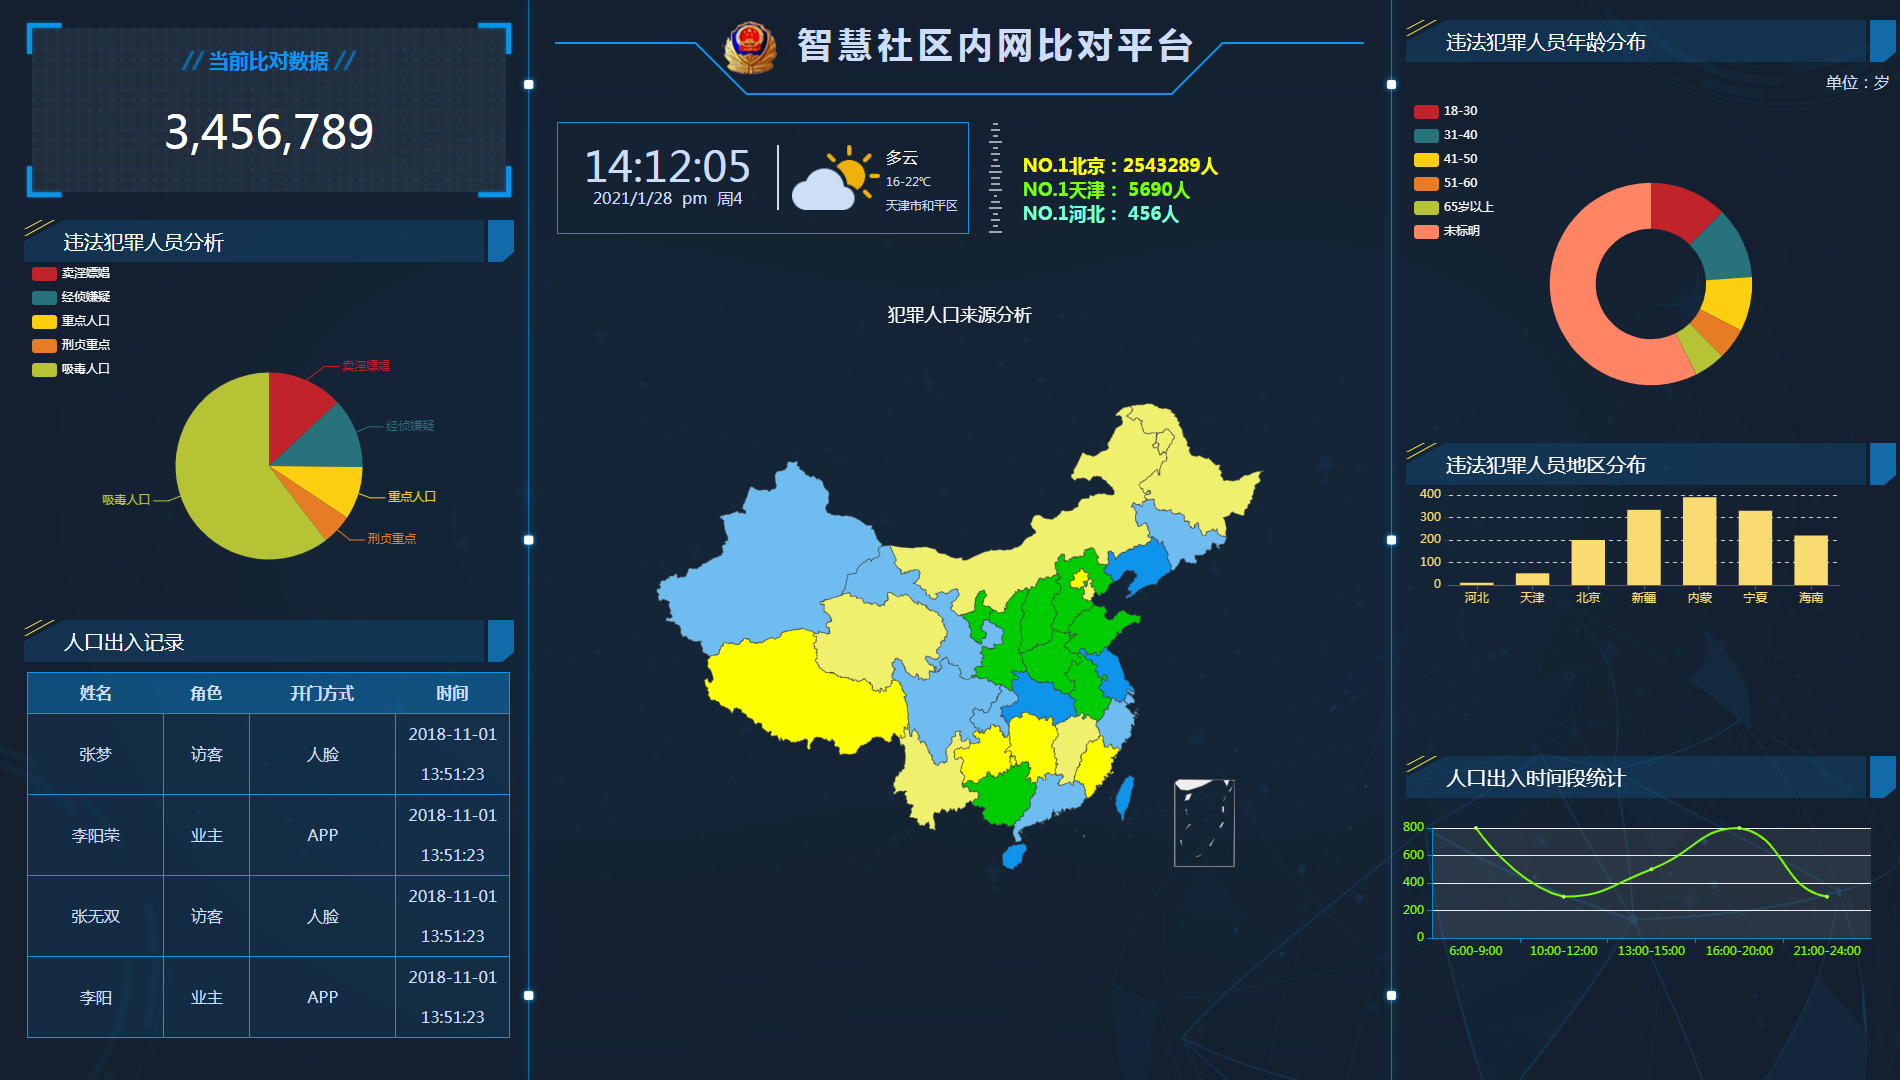 // 当前比对数据 //
3,456,789
违法犯罪人员分析
卖淫嫖娼
经侦嫌疑
重点人口
刑贞重点
吸毒人口
卖淫嫖娼
经侦嫌疑
重点人口
刑贞重点
吸毒人口
人口出入记录
姓名 角色 开门方式 时间
张梦 访客 人脸 2018-11-01
13:51:23
李阳荣 业主 APP 2018-11-01
13:51:23
张无双 访客 人脸 2018-11-01
13:51:23
李阳 业主 APP 2018-11-01
13:51:23
智慧社区内网比对平台
14:12:05
2021/1/28 pm 周4
多云
16-22℃
天津市和平区
NO.1北京：2543289人
NO.1天津： 5690人
NO.1河北： 456人
犯罪人口来源分析
违法犯罪人员年龄分布
单位：岁
18-30
31-40
41-50
51-60
65岁以上
未标明
违法犯罪人员地区分布
400
300
200
100
0
河北 天津 北京 新疆 内蒙 宁夏 海南
人口出入时间段统计
800
600
400
200
0
6:00-9:00 10:00-12:00 13:00-15:00 16:00-20:00 21:00-24:00